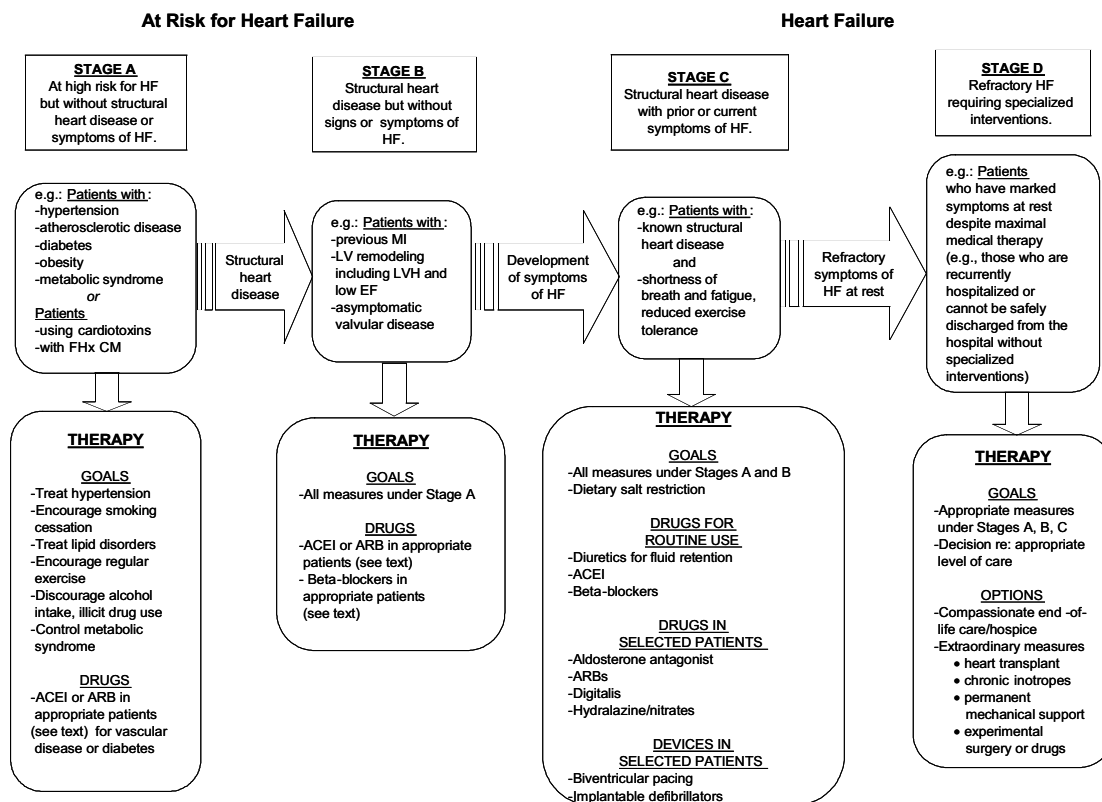 At Risk for Heart Failure
Heart Failure
STAGE A
At high risk for HF
but without structural
heart disease or
symptoms of HF.
STAGE B
Structural heart
disease but without
signs or symptoms of
HF.
STAGE C
Structural heart disease
with prior or current
symptoms of HF.
STAGE D
Refractory HF
requiring specialized
interventions.
e.g.: Patients with:
-hypertension
-atherosclerotic disease
-diabetes
-obesity
-metabolic syndrome
or
Patients
-using cardiotoxins
-with FHx CM
Structural
heart
disease
e.g.: Patients with:
-previous MI
-LV remodeling
including LVH and
low EF
-asymptomatic
valvular disease
Development
of symptoms
of HF
e.g.: Patients with:
-known structural
heart disease
and
-shortness of
breath and fatigue,
reduced exercise
tolerance
Refractory
symptoms of
HF at rest
e.g.: Patients
who have marked
symptoms at rest
despite maximal
medical therapy
(e.g., those who are
recurrently
hospitalized or
cannot be safely
discharged from the
hospital without
specialized
interventions)
THERAPY
GOALS
-Treat hypertension
-Encourage smoking
cessation
-Treat lipid disorders
-Encourage regular
exercise
-Discourage alcohol
intake, illicit drug use
-Control metabolic
syndrome
DRUGS
-ACEI or ARB in
appropriate patients
(see text) for vascular
disease or diabetes
THERAPY
GOALS
-All measures under Stage A
DRUGS
-ACEI or ARB in appropriate
patients (see text)
- Beta-blockers in
appropriate patients
(see text)
THERAPY
GOALS
-All measures under Stages A and B
-Dietary salt restriction
DRUGS FOR
ROUTINE USE
-Diuretics for fluid retention
-ACEI
-Beta-blockers
DRUGS IN
SELECTED PATIENTS
-Aldosterone antagonist
-ARBs
-Digitalis
-Hydralazine/nitrates
DEVICES IN
SELECTED PATIENTS
-Biventricular pacing
-Implantable defibrillators
THERAPY
GOALS
-Appropriate measures
under Stages A, B, C
-Decision re: appropriate
level of care
OPTIONS
-Compassionate end -of-
life care/hospice
-Extraordinary measures
• heart transplant
• chronic inotropes
• permanent
mechanical support
• experimental
surgery or drugs